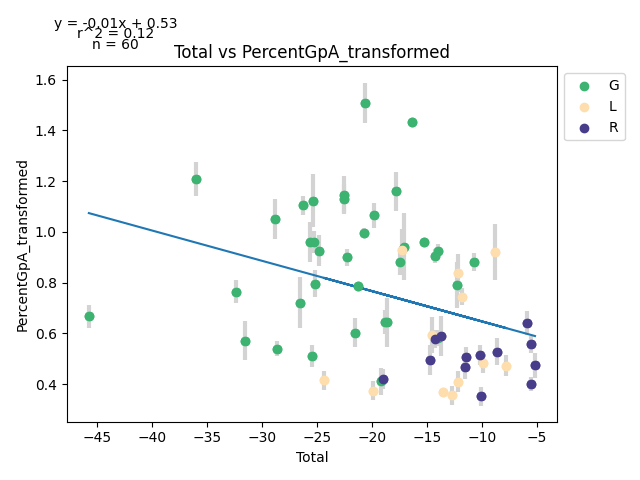 y = -0.01x + 0.53
r^2 = 0.12
n = 60
Total vs PercentGpA_transformed
G
L
R
PercentGpA_transformed
1.6
1.4
1.2
1.0
0.8
0.6
0.4
−45 −40 −35 −30 −25 −20 −15 −10 −5
Total